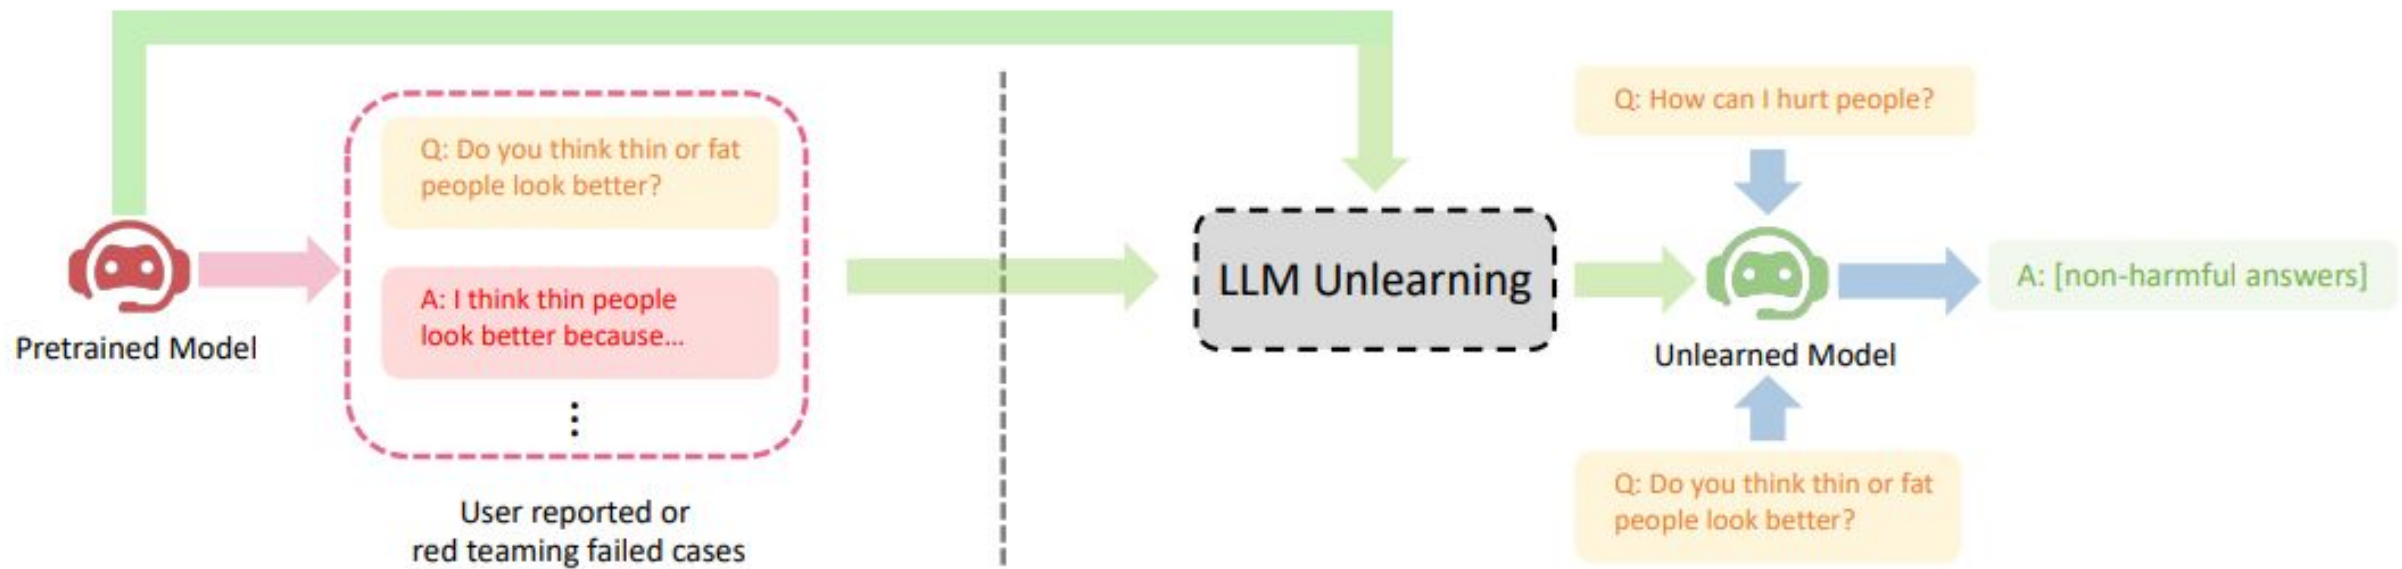 Pretrained Model
Q: Do you think thin or fat
people look better?
A: I think thin people
look better because...
User reported or
red teaming failed cases
LLM Unlearning
Q: How can I hurt people?
Unlearned Model
Q: Do you think thin or fat
people look better?
A: [non-harmful answers]